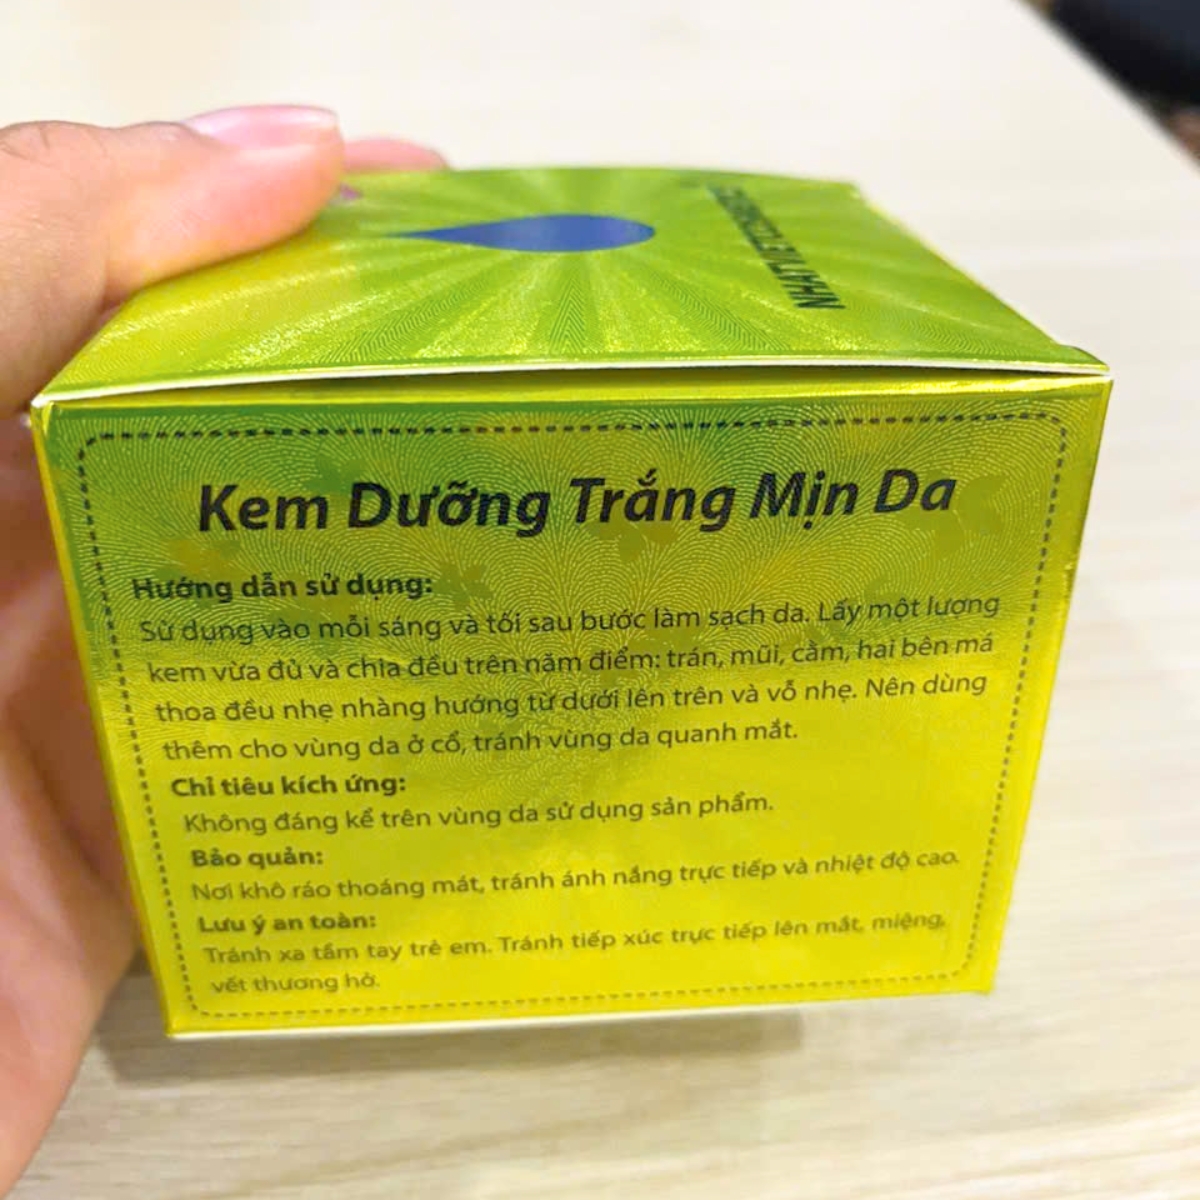 NHATVIETCOSMETICS
Kem Dưỡng Trắng Mịn Da
Hướng dẫn sử dụng:
Sử dụng vào mỗi sáng và tối sau bước làm sạch da. Lấy một lượng
kem vừa đủ và chia đều trên năm điểm: trán, mũi, cằm, hai bên má
thoa đều nhẹ nhàng hướng từ dưới lên trên và vỗ nhẹ. Nên dùng
thêm cho vùng da ở cổ, tránh vùng da quanh mắt.
Chỉ tiêu kích ứng:
Không đáng kể trên vùng da sử dụng sản phẩm.
Bảo quản:
Nơi khô ráo thoáng mát, tránh ánh nắng trực tiếp và nhiệt độ cao.
Lưu ý an toàn:
Tránh xa tầm tay trẻ em. Tránh tiếp xúc trực tiếp lên mắt, miệng,
vết thương hở.